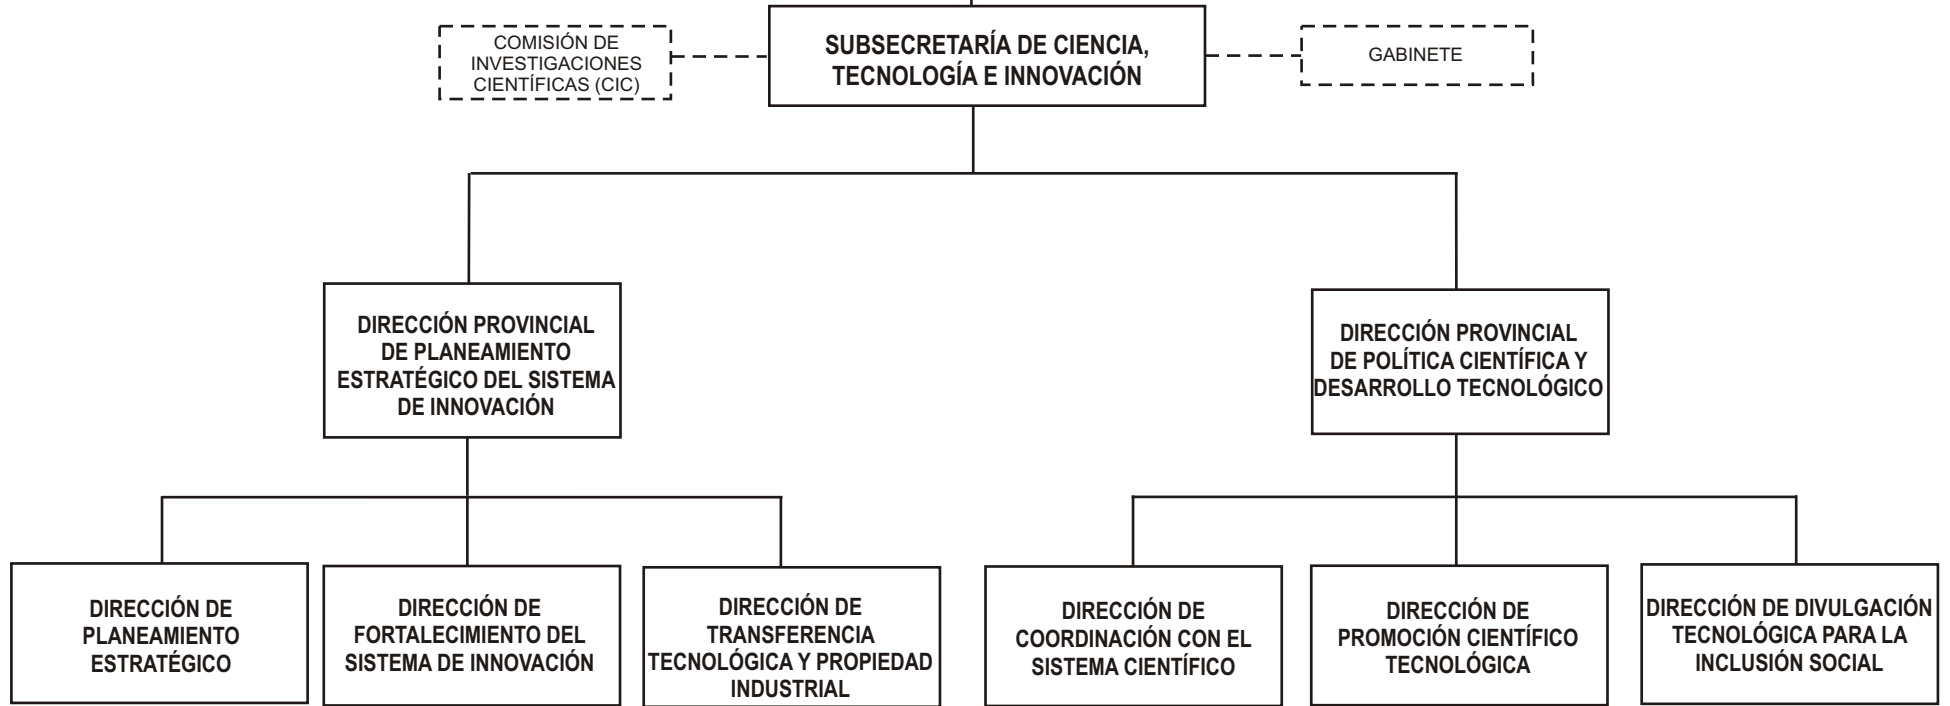 COMISIÓN DE
INVESTIGACIONES
CIENTÍFICAS (CIC)
SUBSECRETARÍA DE CIENCIA,
TECNOLOGÍA E INNOVACIÓN
GABINETE
DIRECCIÓN PROVINCIAL
DE PLANEAMIENTO
ESTRATÉGICO DEL SISTEMA
DE INNOVACIÓN
DIRECCIÓN PROVINCIAL
DE POLÍTICA CIENTÍFICA Y
DESARROLLO TECNOLÓGICO
DIRECCIÓN DE
PLANEAMIENTO
ESTRATÉGICO
DIRECCIÓN DE
FORTALECIMIENTO DEL
SISTEMA DE INNOVACIÓN
DIRECCIÓN DE
TRANSFERENCIA
TECNOLÓGICA Y PROPIEDAD
INDUSTRIAL
DIRECCIÓN DE
COORDINACIÓN CON EL
SISTEMA CIENTÍFICO
DIRECCIÓN DE
PROMOCIÓN CIENTÍFICO
TECNOLÓGICA
DIRECCIÓN DE DIVULGACIÓN
TECNOLÓGICA PARA LA
INCLUSIÓN SOCIAL